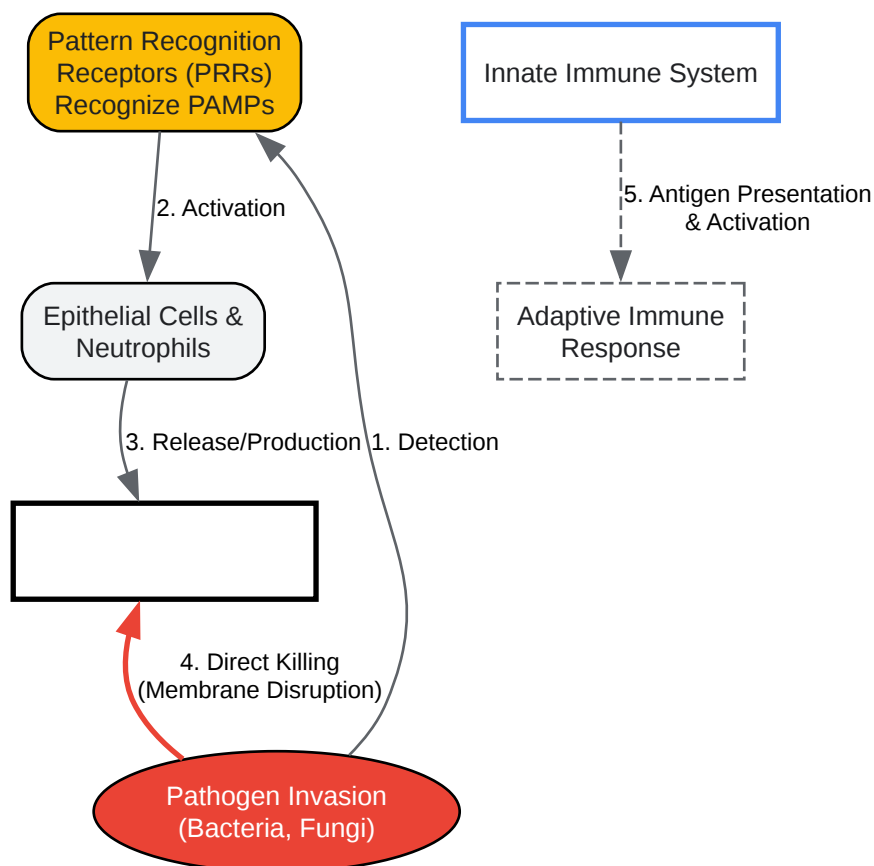 Pattern Recognition
Receptors (PRRs)
Recognize PAMPs
Innate Immune System
2. Activation
5. Antigen Presentation
& Activation
Epithelial Cells &
Neutrophils
Adaptive Immune
Response
3. Release/Production
1. Detection
4. Direct Killing
(Membrane Disruption)
Pathogen Invasion
(Bacteria, Fungi)